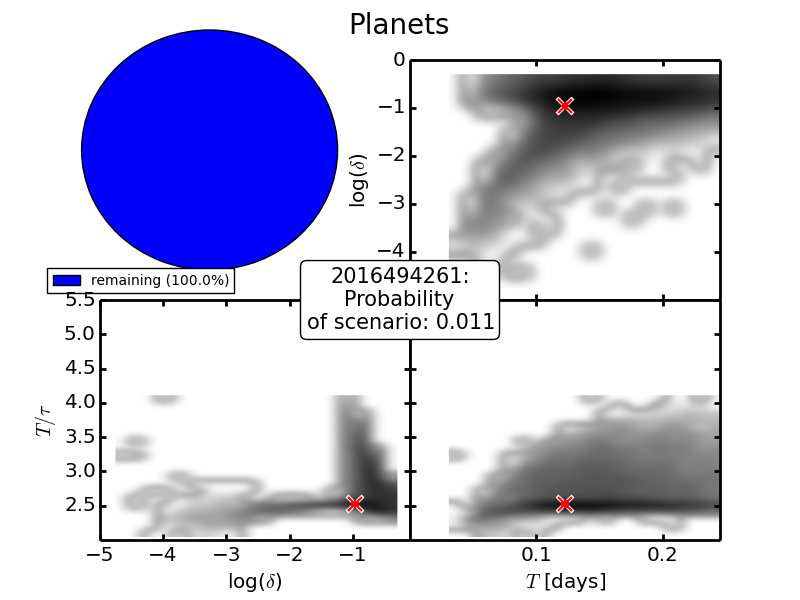 Planets
0
−1
−2
−3
−4
log(δ)
remaining (100.0%)
2016494261:
Probability
of scenario: 0.011
5.5
5.0
4.5
4.0
3.5
3.0
2.5
T/τ
−5 −4 −3 −2 −1
log(δ)
0.1 0.2
T [days]